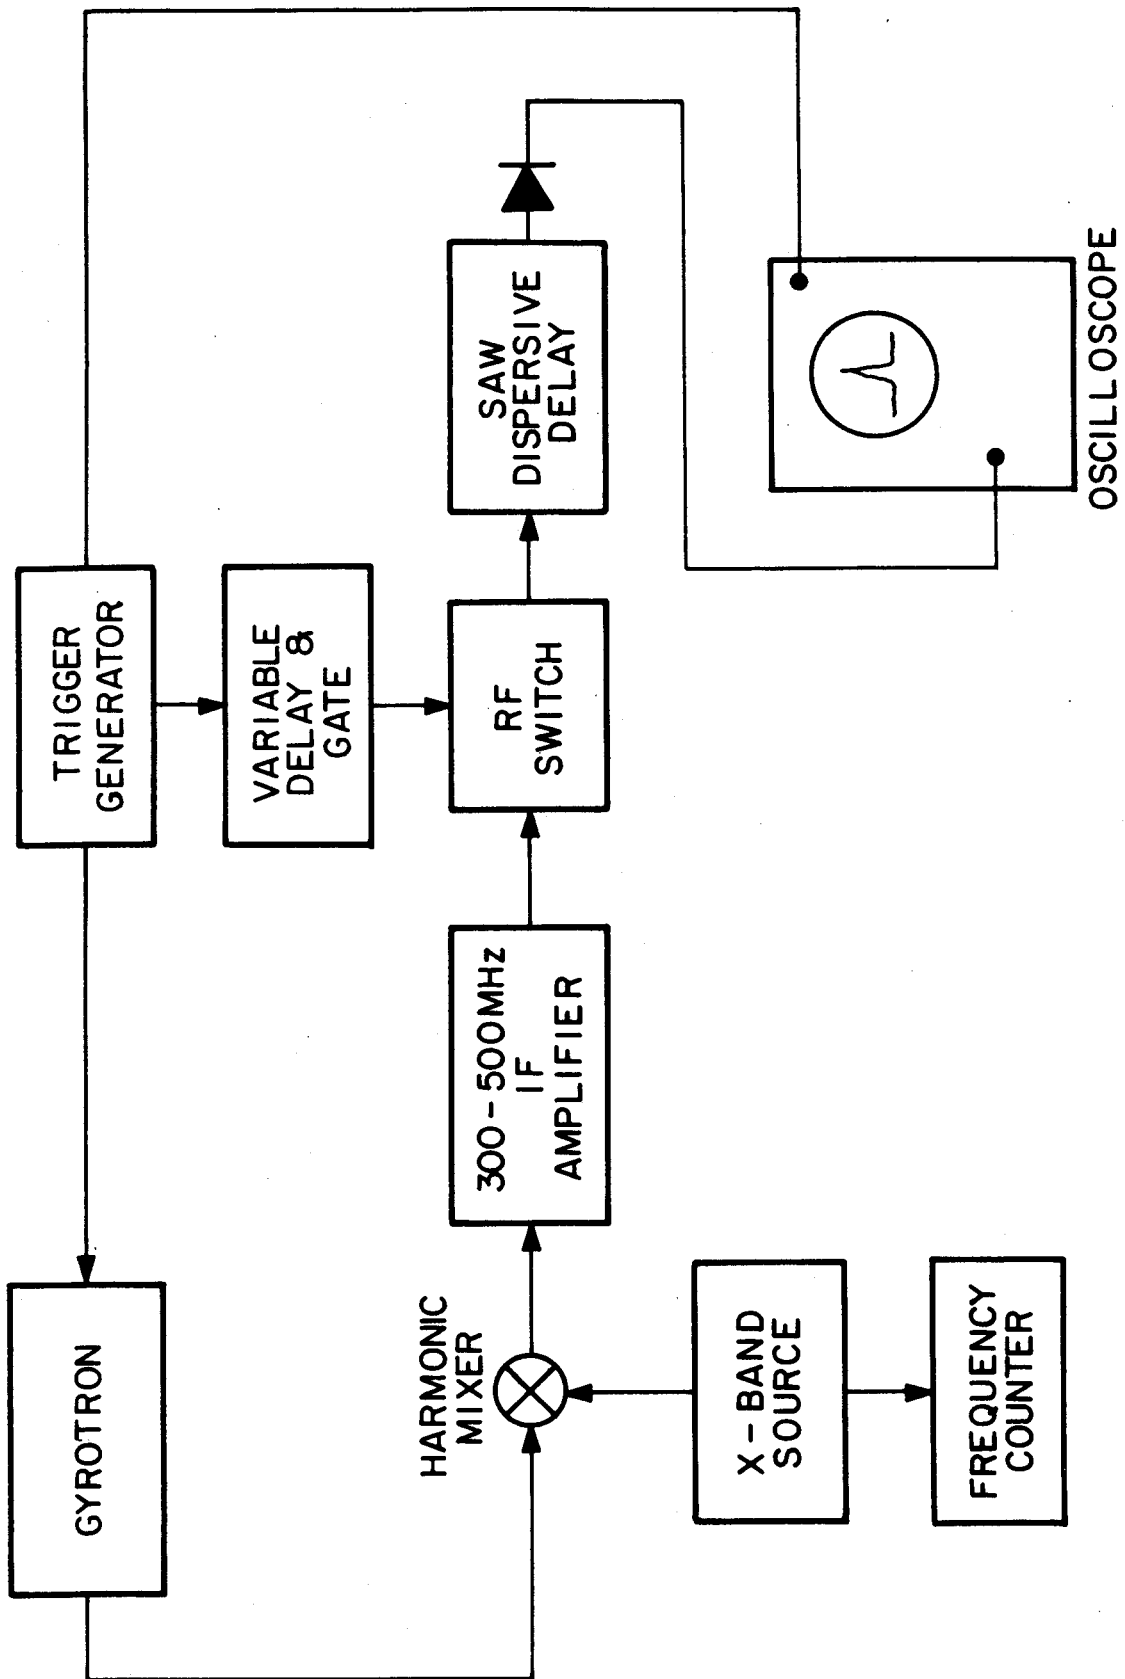 GYROTRON
TRIGGER
GENERATOR
VARIABLE
DELAY &
GATE
HARMONIC
MIXER
300-500MHz
IF
AMPLIFIER
RF
SWITCH
SAW
DISPERSIVE
DELAY
X-BAND
SOURCE
FREQUENCY
COUNTER
OSCILLOSCOPE